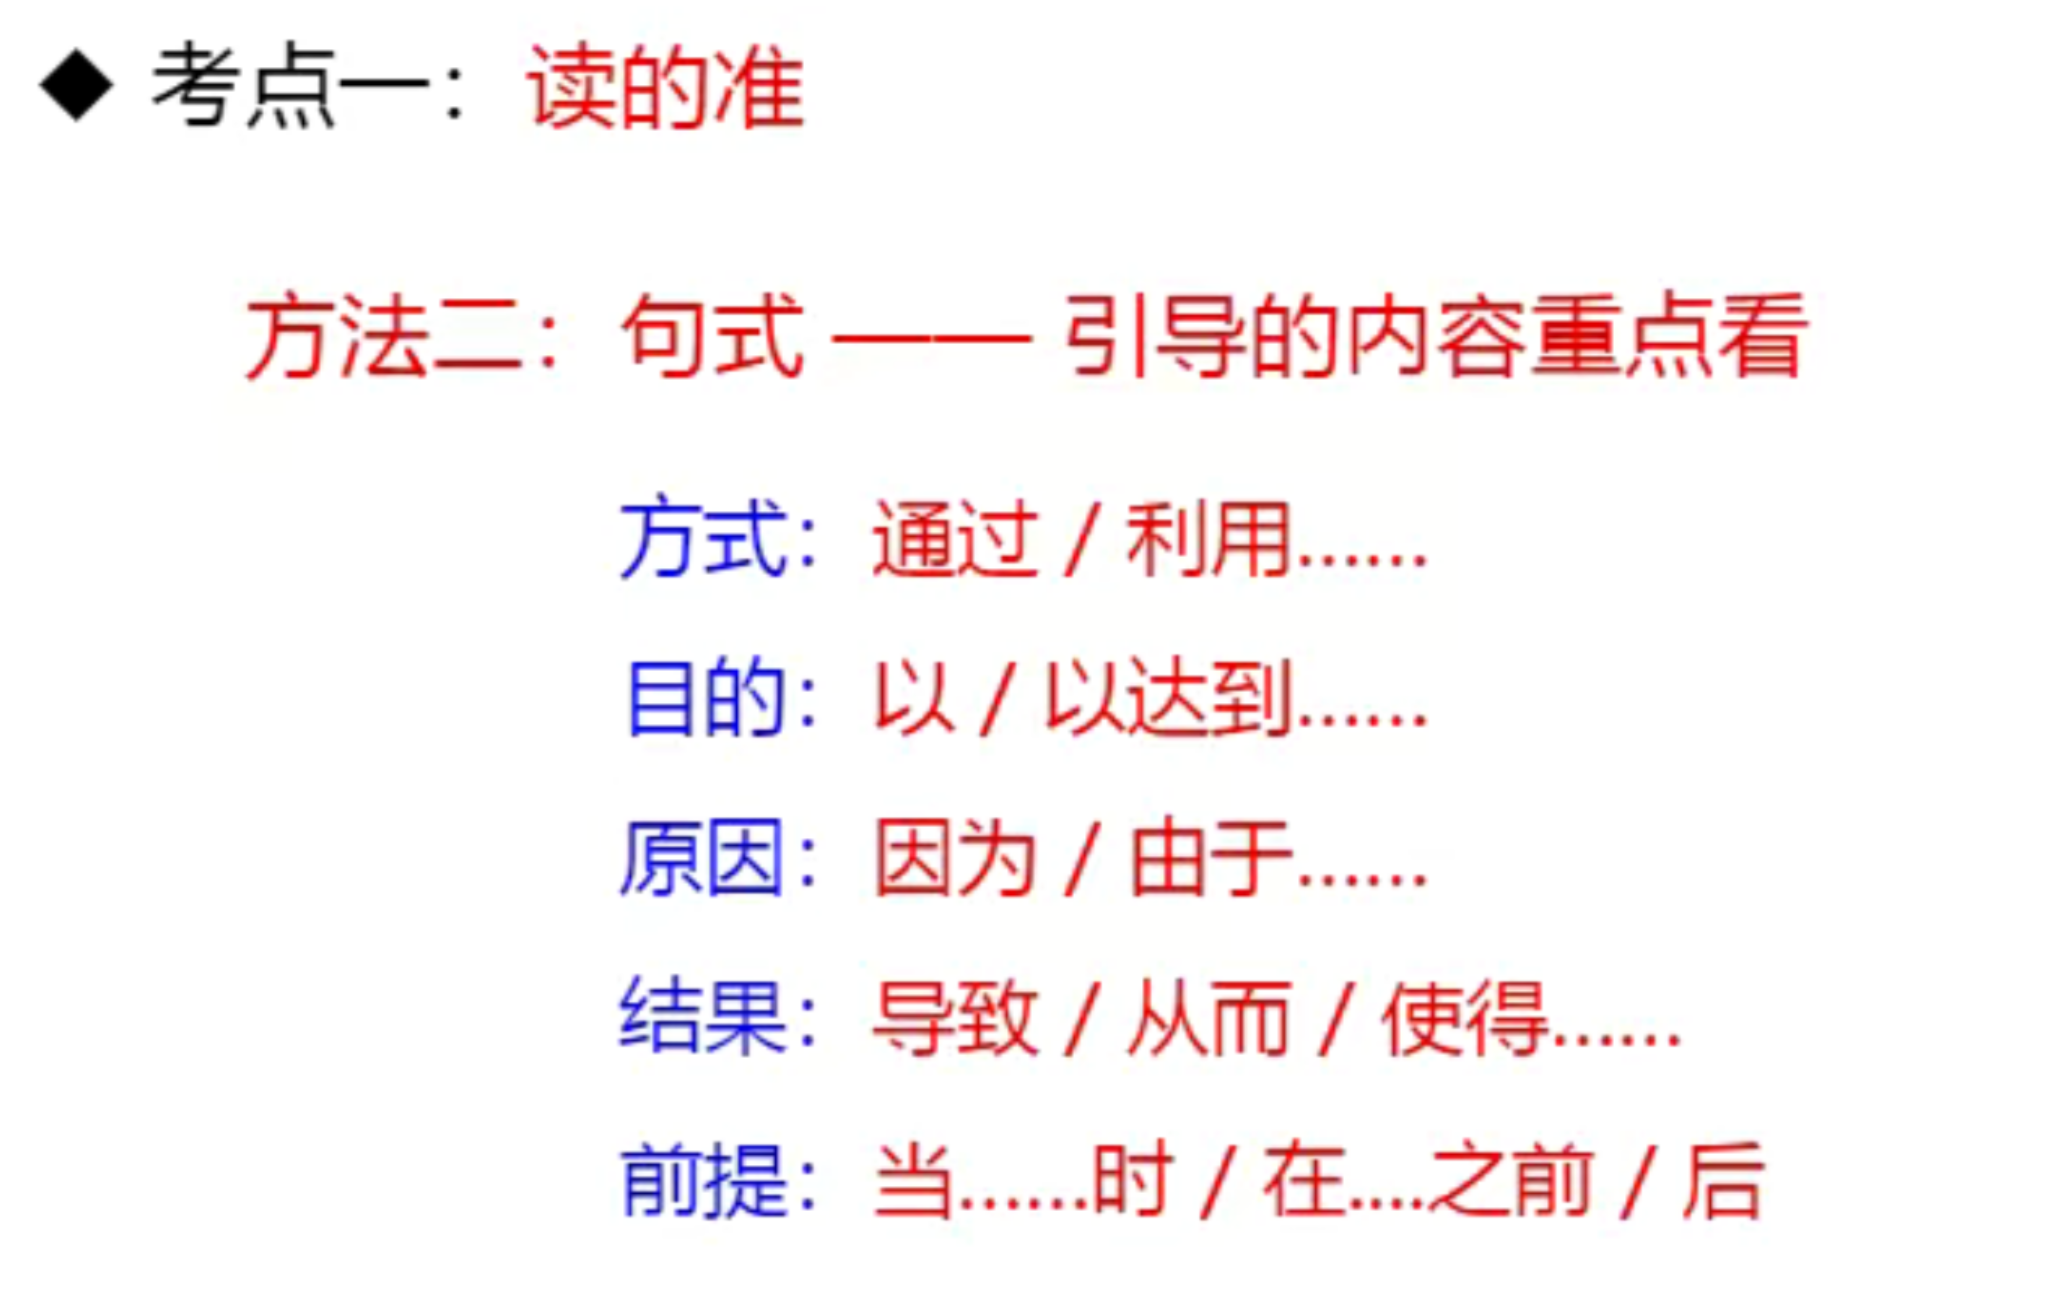 ◆ 考点一：读的准
方法二：句式 —— 引导的内容重点看
方式：通过 / 利用……
目的：以 / 以达到……
原因：因为 / 由于……
结果：导致 / 从而 / 使得……
前提：当……时 / 在....之前 / 后